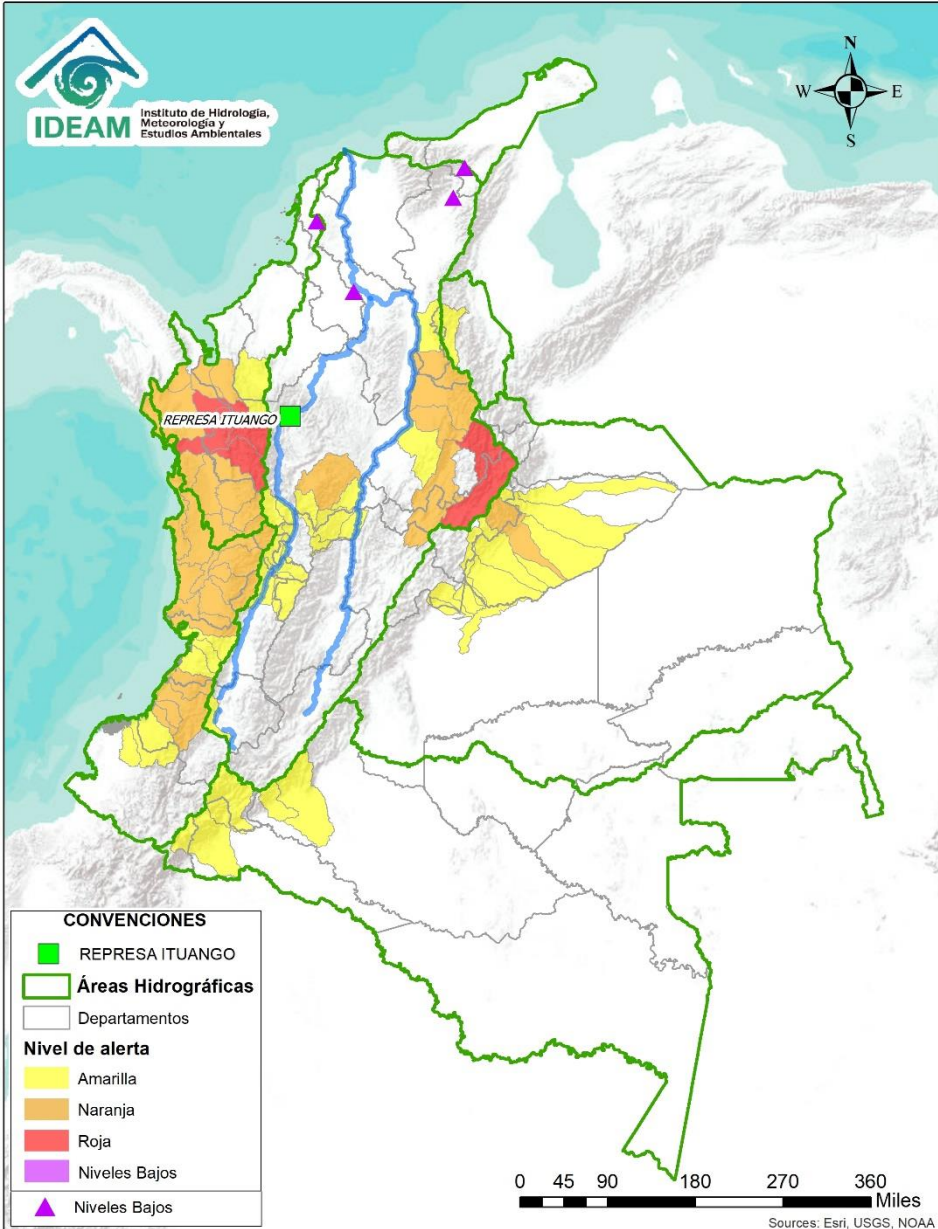 IDEAM
Instituto de Hidrología,
Meteorología y
Estudios Ambientales
N
W
E
S
REPRESA ITUANGO
CONVENCIONES
REPRESA ITUANGO
Áreas Hidrográficas
Departamentos
Nivel de alerta
Amarilla
Naranja
Roja
Niveles Bajos
Niveles Bajos
0 45 90 180 270 360
Miles
Sources: Esri, USGS, NOAA